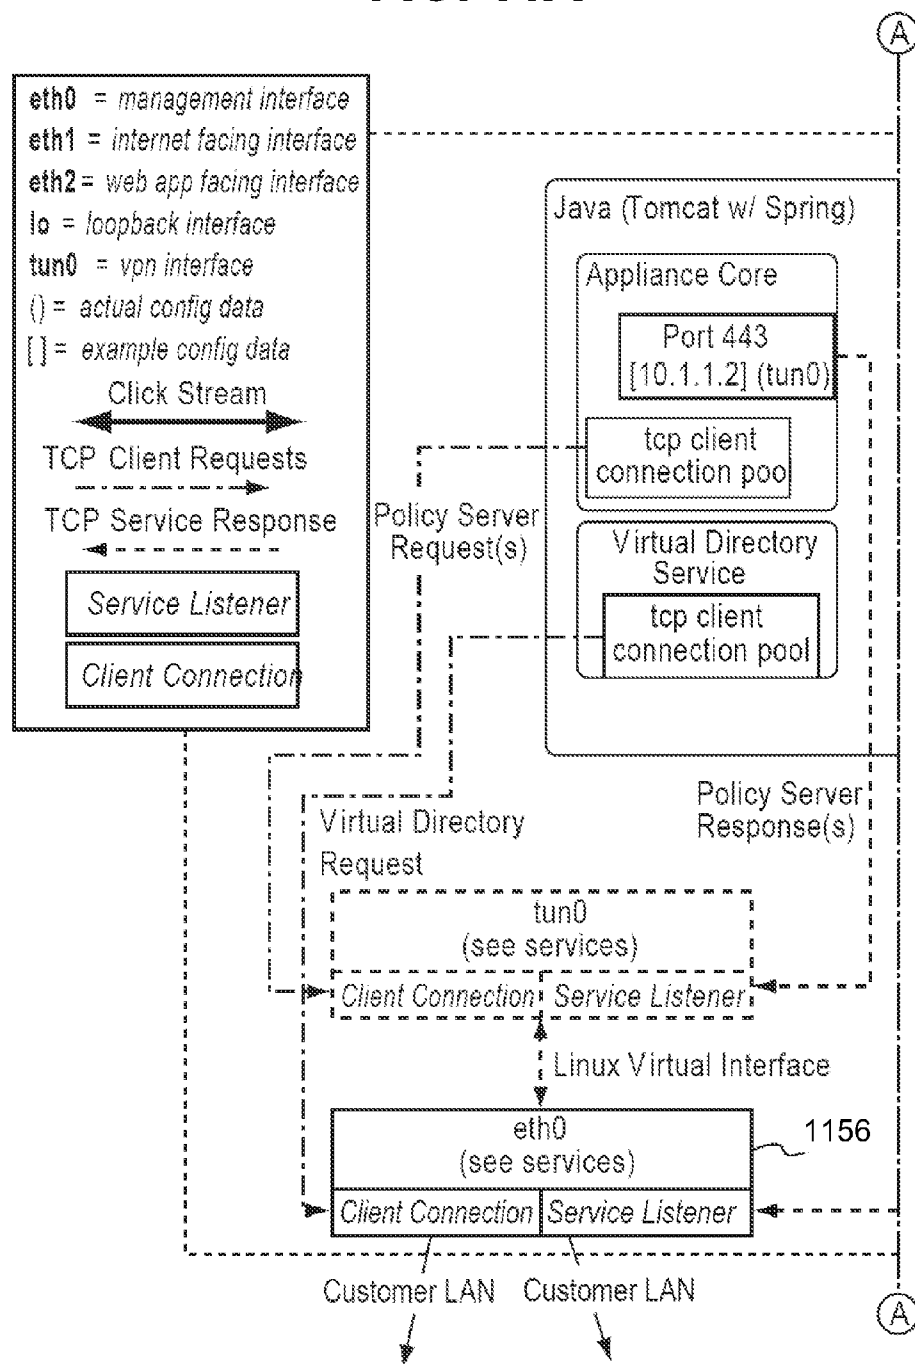 A
eth0 = management interface
eth1 = internet facing interface
eth2 = web app facing interface
lo = loopback interface
tun0 = vpn interface
() = actual config data
[ ] = example config data
Click Stream
TCP Client Requests
TCP Service Response
Service Listener
Client Connection
Java (Tomcat w/ Spring)
Appliance Core
Port 443
[10.1.1.2] (tun0)
tcp client
connection pool
Policy Server
Request(s)
Virtual Directory
Service
tcp client
connection pool
Policy Server
Response(s)
Virtual Directory
Request
tun0
(see services)
Client Connection
Service Listener
Linux Virtual Interface
eth0
(see services)
1156
Client Connection
Service Listener
Customer LAN
Customer LAN
A